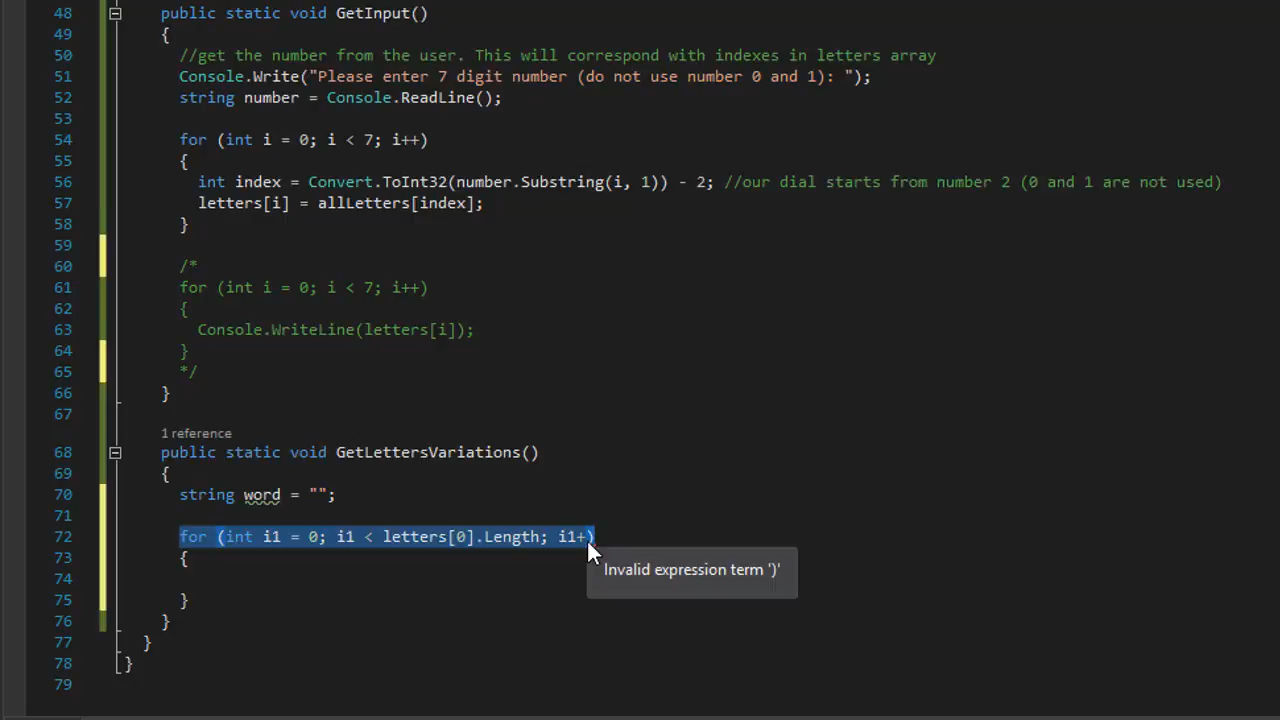 48 public static void GetInput()
49 {
50 //get the number from the user. This will correspond with indexes in letters array
51 Console.Write("Please enter 7 digit number (do not use number 0 and 1): ");
52 string number = Console.ReadLine();
53
54 for (int i = 0; i < 7; i++)
55 {
56 int index = Convert.ToInt32(number.Substring(i, 1)) - 2; //our dial starts from number 2 (0 and 1 are not used)
57 letters[i] = allLetters[index];
58 }
59
60 /*
61 for (int i = 0; i < 7; i++)
62 {
63 Console.WriteLine(letters[i]);
64 }
65 */
66 }
67
1 reference
68 public static void GetLettersVariations()
69 {
70 string word = "";
71
72 for (int i1 = 0; i1 < letters[0].Length; i1+)
73 {
Invalid expression term ')'
74
75 }
76 }
77 }
78 }
79